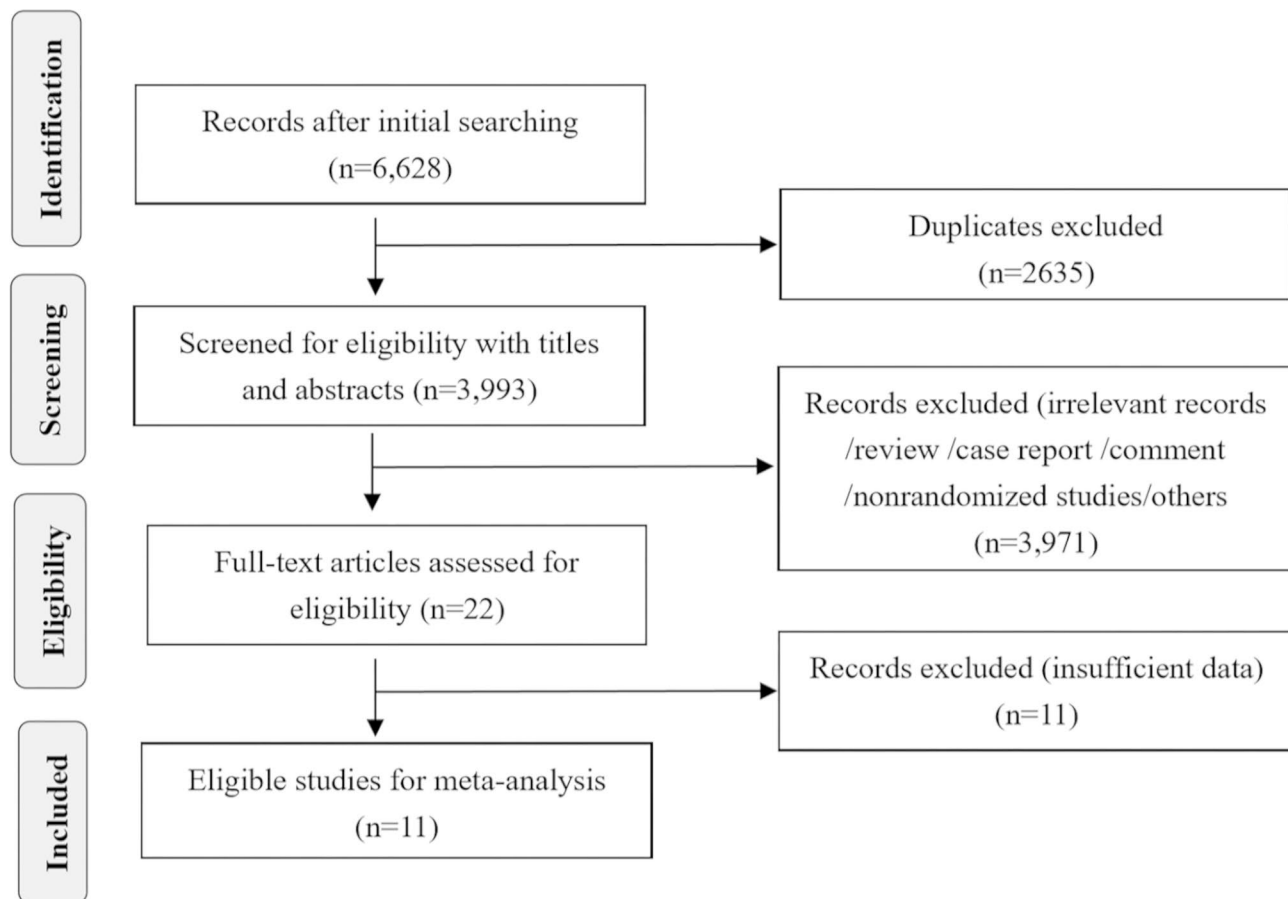 Identification
Records after initial searching
(n=6,628)
Duplicates excluded
(n=2635)
Screening
Screened for eligibility with titles
and abstracts (n=3,993)
Records excluded (irrelevant records
/review /case report /comment
/nonrandomized studies/others
(n=3,971)
Eligibility
Full-text articles assessed for
eligibility (n=22)
Records excluded (insufficient data)
(n=11)
Included
Eligible studies for meta-analysis
(n=11)